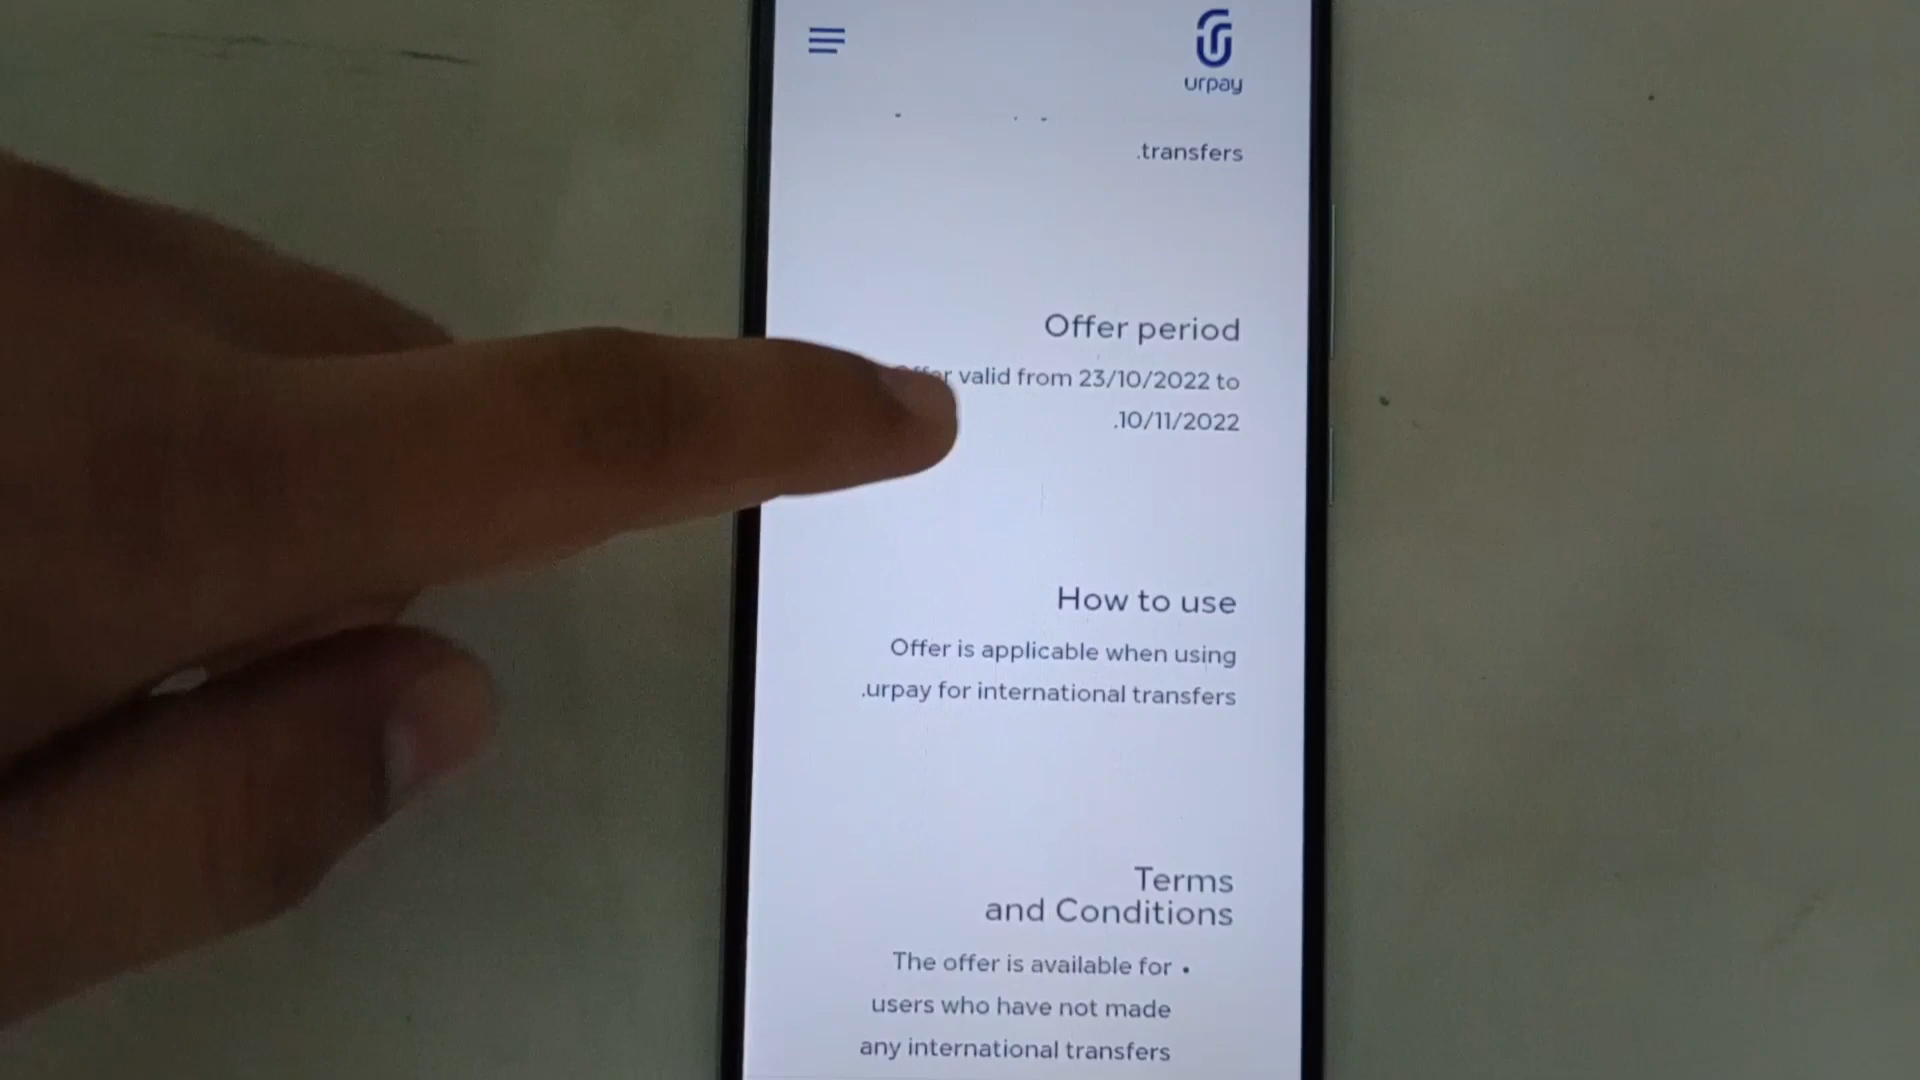 urpay
.transfers
Offer period
valid from 23/10/2022 to
.10/11/2022
How to use
Offer is applicable when using
.urpay for international transfers
Terms
and Conditions
The offer is available for •
users who have not made
any international transfers